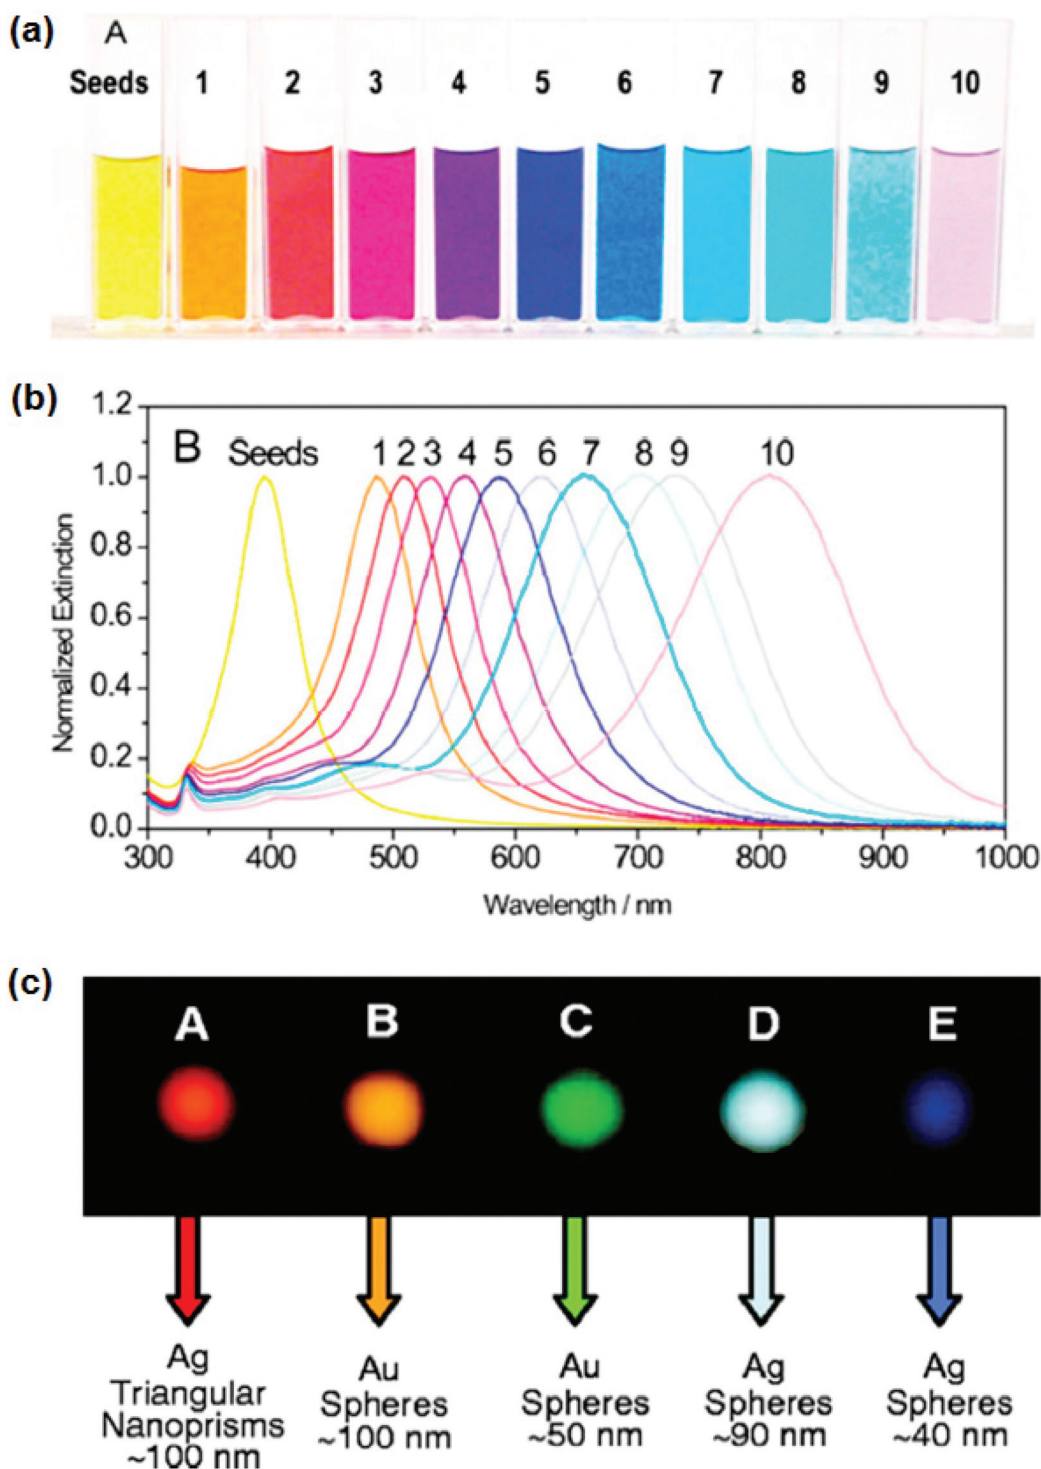 (a)
A
Seeds 1 2 3 4 5 6 7 8 9 10
(b)
B Seeds 1 2 3 4 5 6 7 8 9 10
1.2
1.0
0.8
0.6
0.4
0.2
0.0
Normalized Extinction
300 400 500 600 700 800 900 1000
Wavelength / nm
(c)
A B C D E
Ag
Triangular
Nanoprisms
~100 nm
Au
Spheres
~100 nm
Au
Spheres
~50 nm
Ag
Spheres
~90 nm
Ag
Spheres
~40 nm